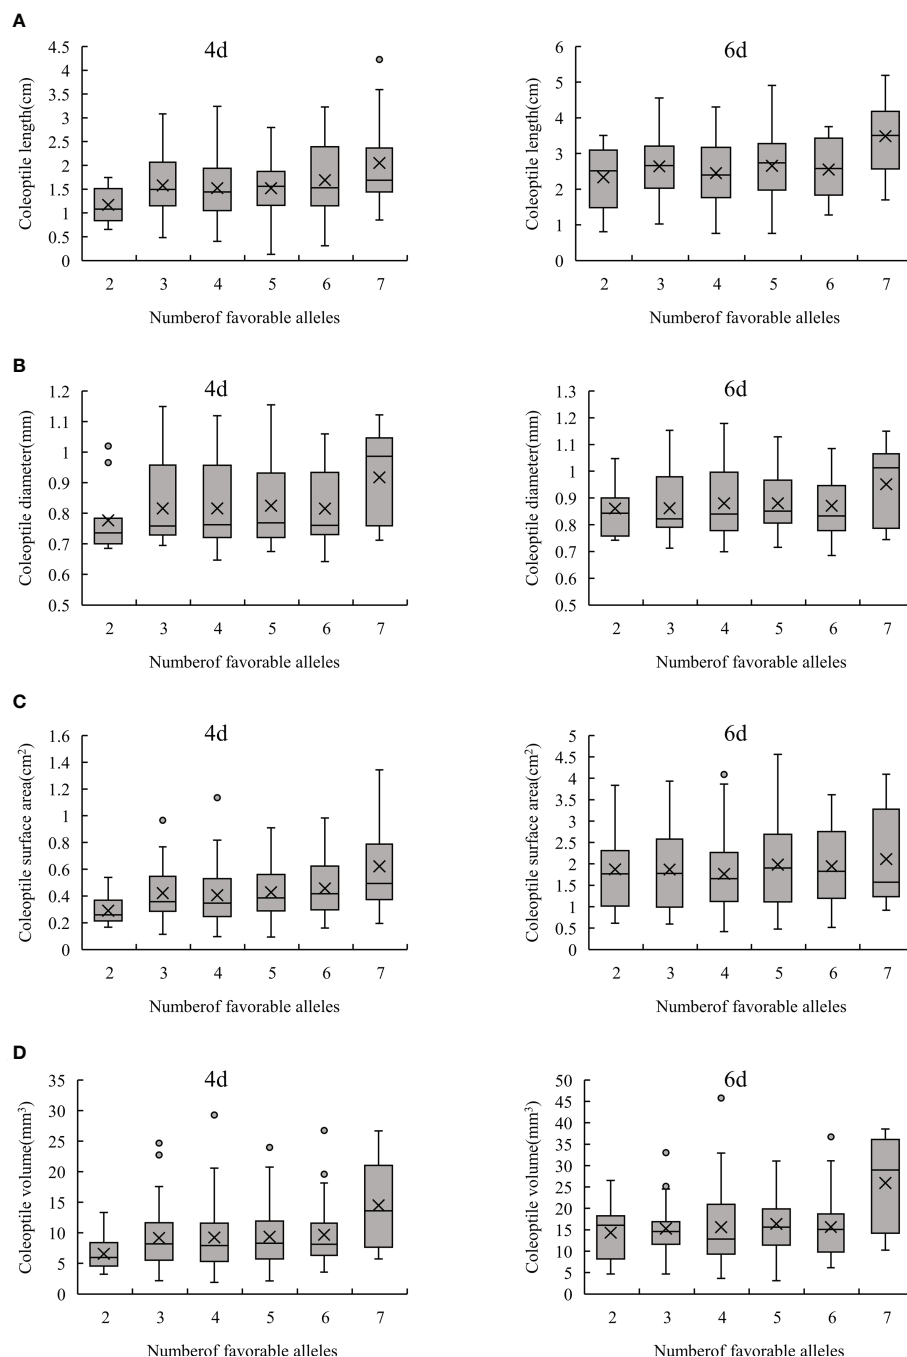 A
4d
6d
Coleoptile length(cm)
4.5
4
3.5
3
2.5
2
1.5
1
0.5
0
2 3 4 5 6 7
Numberof favorable alleles
Coleoptile length(cm)
6
5
4
3
2
1
0
2 3 4 5 6 7
Numberof favorable alleles
B
4d
6d
Coleoptile diameter(mm)
1.2
1.1
1
0.9
0.8
0.7
0.6
0.5
2 3 4 5 6 7
Numberof favorable alleles
Coleoptile diameter(mm)
1.3
1.2
1.1
1
0.9
0.8
0.7
0.6
0.5
2 3 4 5 6 7
Numberof favorable alleles
C
4d
6d
Coleoptile surface area(cm²)
1.6
1.4
1.2
1
0.8
0.6
0.4
0.2
0
2 3 4 5 6 7
Numberof favorable alleles
Coleoptile surface area(cm²)
5
4.5
4
3.5
3
2.5
2
1.5
1
0.5
0
2 3 4 5 6 7
Numberof favorable alleles
D
4d
6d
Coleoptile volume(mm³)
35
30
25
20
15
10
5
0
2 3 4 5 6 7
Numberof favorable alleles
Coleoptile volume(mm³)
50
45
40
35
30
25
20
15
10
5
0
2 3 4 5 6 7
Numberof favorable alleles